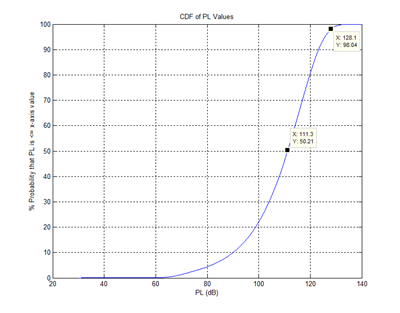 CDF of PL Values
100
90
80
70
60
50
40
30
20
10
0
% Probability that PL is <= x-axis value
X: 128.1
Y: 98.04
X: 111.3
Y: 50.21
20 40 60 80 100 120 140
PL (dB)